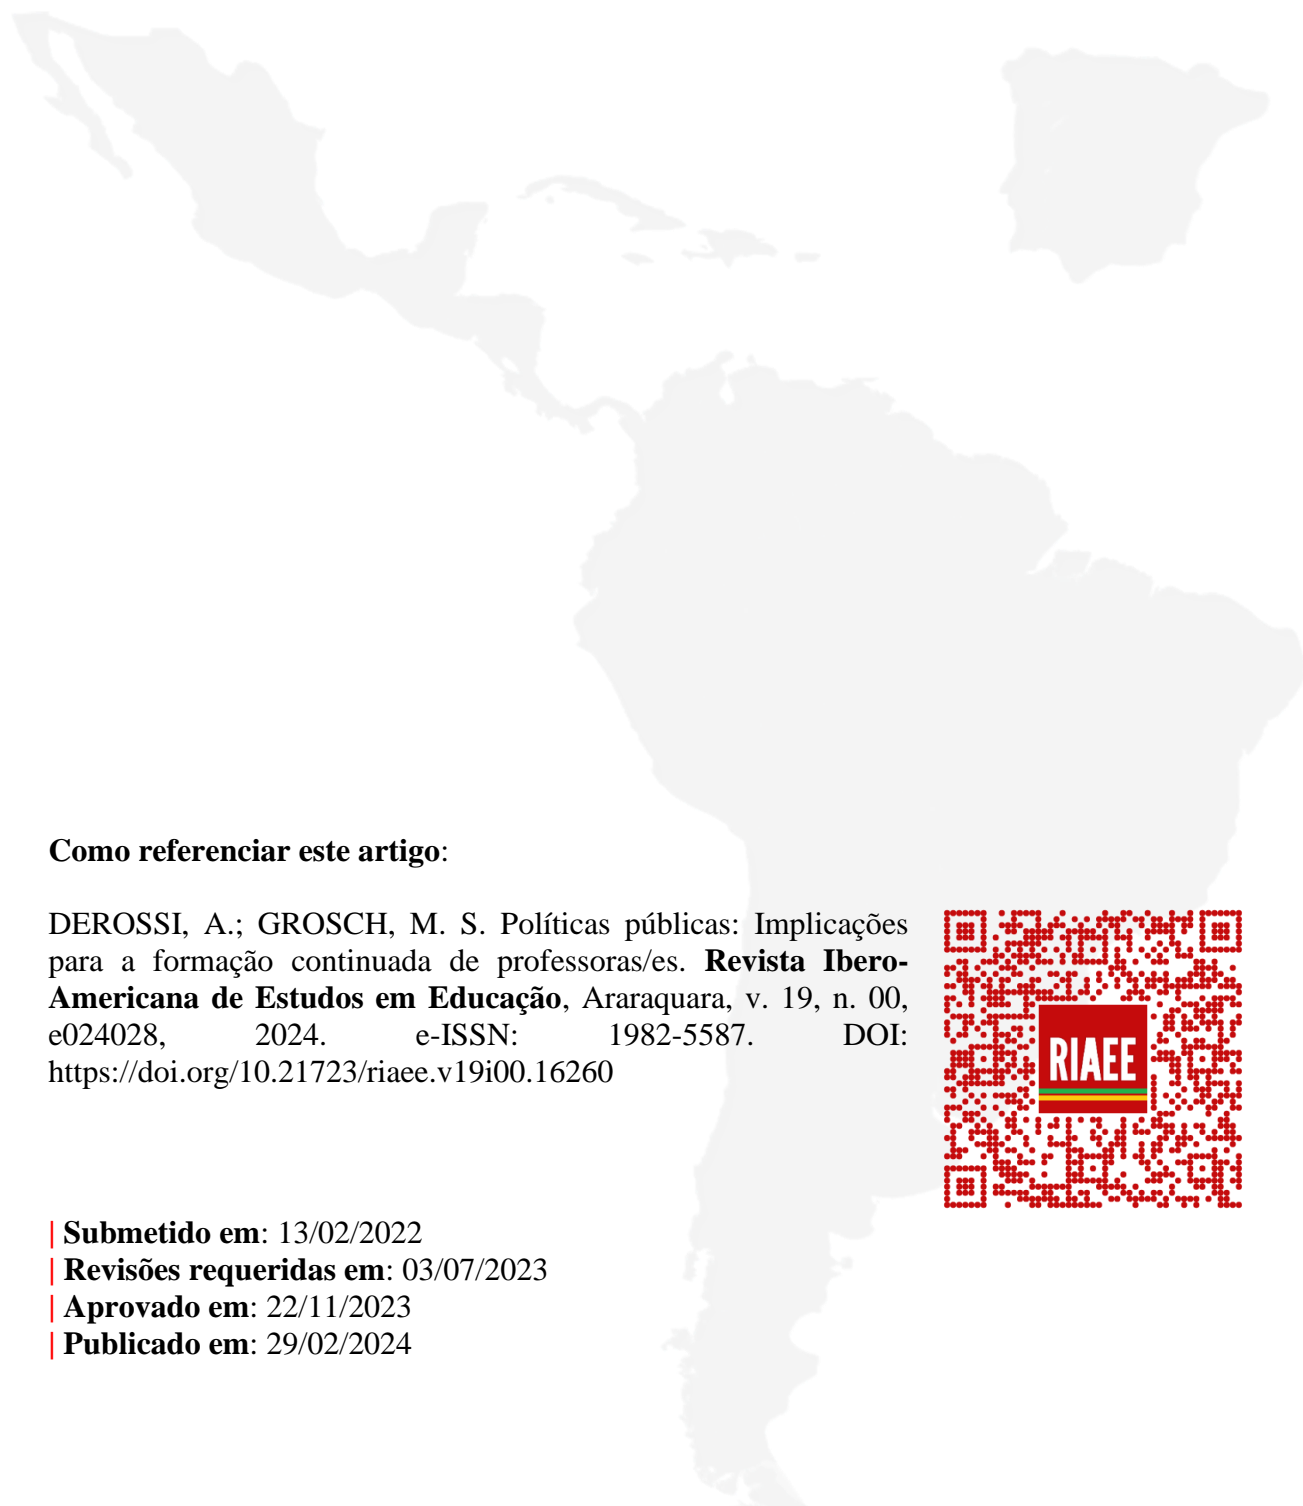 Como referenciar este artigo:
DEROSSI, A.; GROSCH, M. S. Políticas públicas: Implicações
para a formação continuada de professoras/es. Revista Ibero-
Americana de Estudos em Educação, Araraquara, v. 19, n. 00,
e024028, 2024. e-ISSN: 1982-5587. DOI:
https://doi.org/10.21723/riaee.v19i00.16260
RIAEE
| Submetido em: 13/02/2022
| Revisões requeridas em: 03/07/2023
| Aprovado em: 22/11/2023
| Publicado em: 29/02/2024